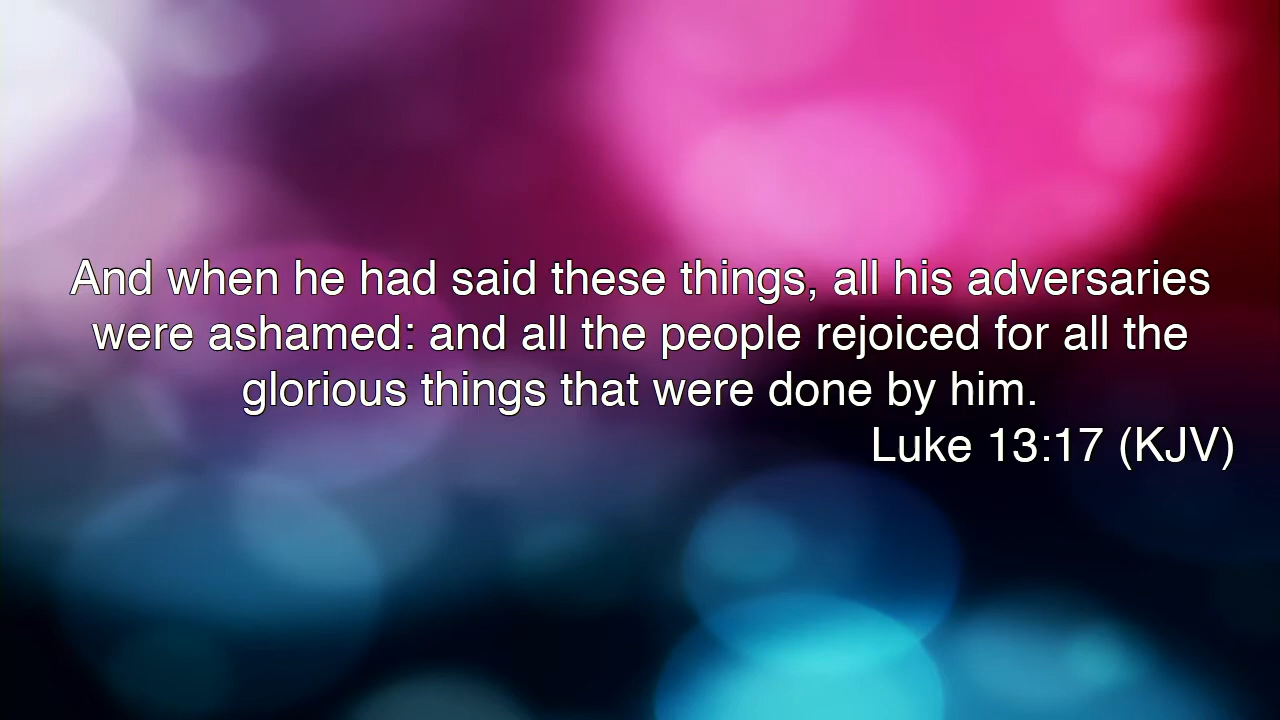 And when he had said these things, all his adversaries
were ashamed: and all the people rejoiced for all the
glorious things that were done by him.
Luke 13:17 (KJV)